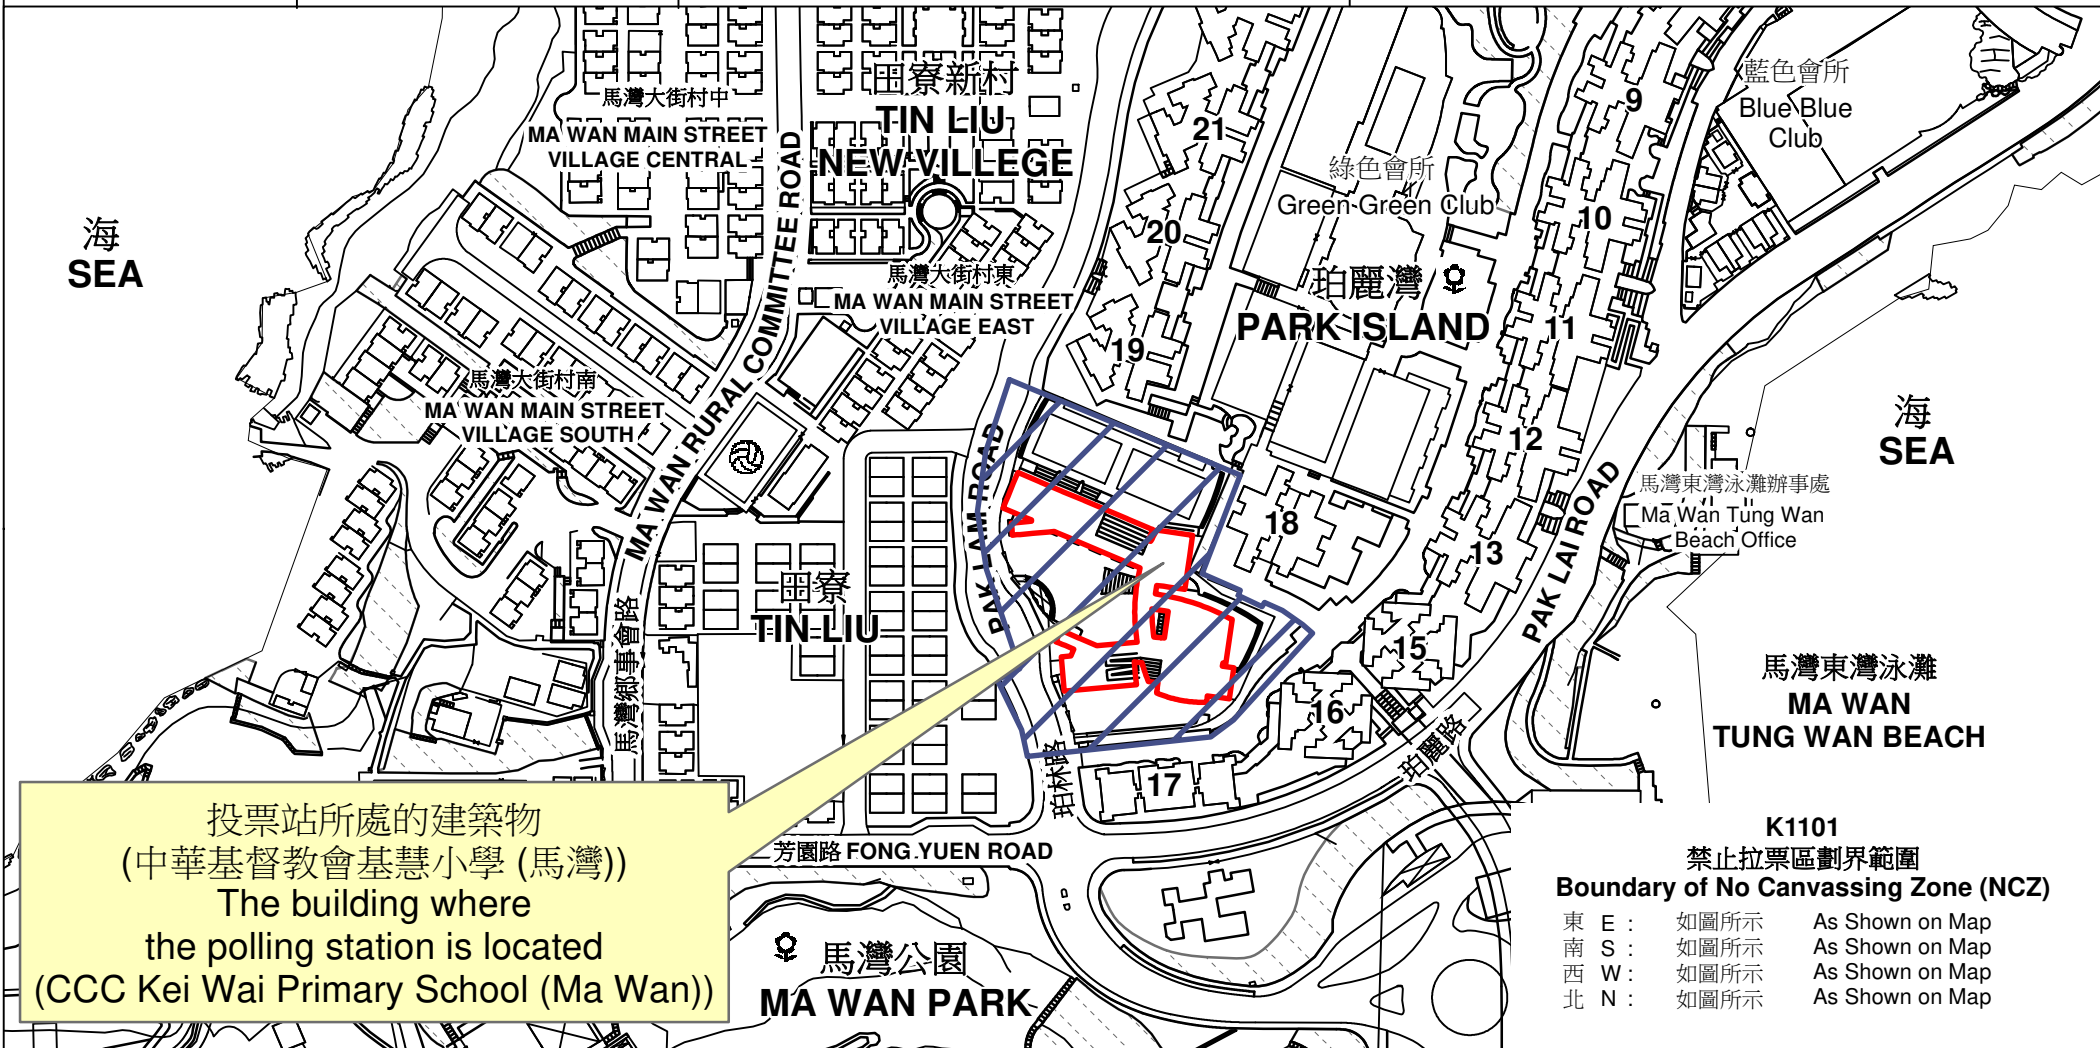 海
SEA
馬灣大街村中
MA WAN MAIN STREET
VILLAGE CENTRAL
田寮新村
TIN LIU
NEW VILLEGE
馬灣大街村東
MA WAN MAIN STREET
VILLAGE EAST
馬灣大街村南
MA WAN MAIN STREET
VILLAGE SOUTH
MA WAN RURAL COMMITTEE ROAD
馬灣鄉事會路
田寮
TIN LIU
PAK LAM ROAD
珀林路
21
20
19
18
17
16
15
13
12
11
10
9
綠色會所
Green Green Club
珀麗灣
PARK ISLAND
藍色會所
Blue Blue
Club
海
SEA
馬灣東灣泳灘辦事處
Ma Wan Tung Wan
Beach Office
PAK LAI ROAD
珀麗路
馬灣東灣泳灘
MA WAN
TUNG WAN BEACH
芳園路 FONG YUEN ROAD
馬灣公園
MA WAN PARK
投票站所處的建築物
(中華基督教會基慧小學 (馬灣))
The building where
the polling station is located
(CCC Kei Wai Primary School (Ma Wan))
K1101
禁止拉票區劃界範圍
Boundary of No Canvassing Zone (NCZ)
東 E : 如圖所示 As Shown on Map
南 S : 如圖所示 As Shown on Map
西 W : 如圖所示 As Shown on Map
北 N : 如圖所示 As Shown on Map